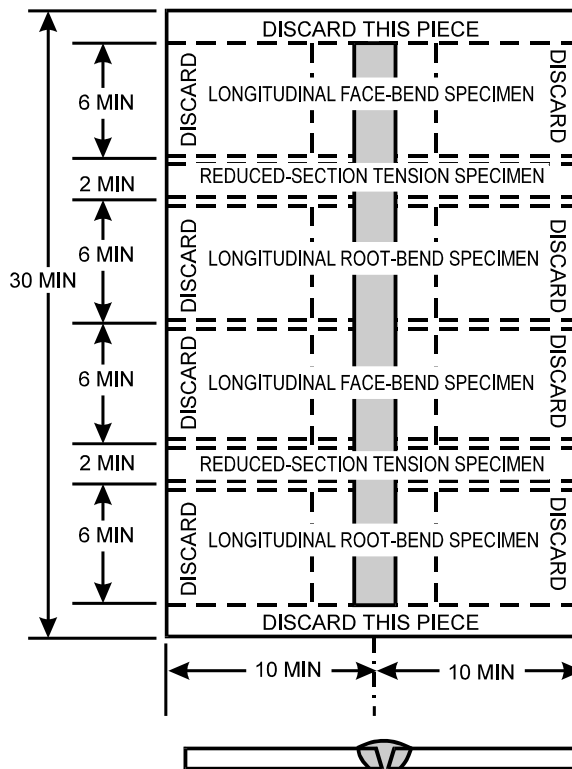 DISCARD THIS PIECE
6 MIN
DISCARD
LONGITUDINAL FACE-BEND SPECIMEN
DISCARD
2 MIN
REDUCED-SECTION TENSION SPECIMEN
6 MIN
DISCARD
LONGITUDINAL ROOT-BEND SPECIMEN
DISCARD
30 MIN
6 MIN
DISCARD
LONGITUDINAL FACE-BEND SPECIMEN
DISCARD
2 MIN
REDUCED-SECTION TENSION SPECIMEN
6 MIN
DISCARD
LONGITUDINAL ROOT-BEND SPECIMEN
DISCARD
DISCARD THIS PIECE
10 MIN
10 MIN